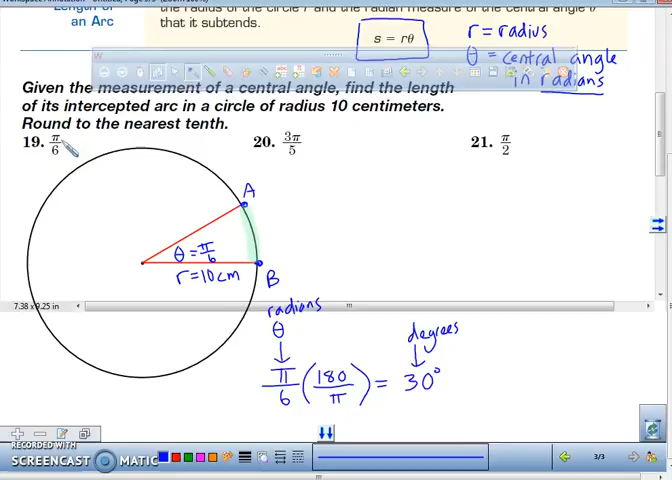 Length of
an Arc
the radius of the circle r and the radian measure of the central angle θ
that it subtends.
s = rθ
r = radius
θ = central angle
in radians
Given the measurement of a central angle, find the length
of its intercepted arc in a circle of radius 10 centimeters.
Round to the nearest tenth.
19. π/6
20. 3π/5
21. π/2
A
θ = π/6
r = 10 cm
B
7.38 x 9.25 in
radians
θ
degrees
π/6 (180/π) = 30°
RECORDED WITH
SCREENCAST MATIC
3/3